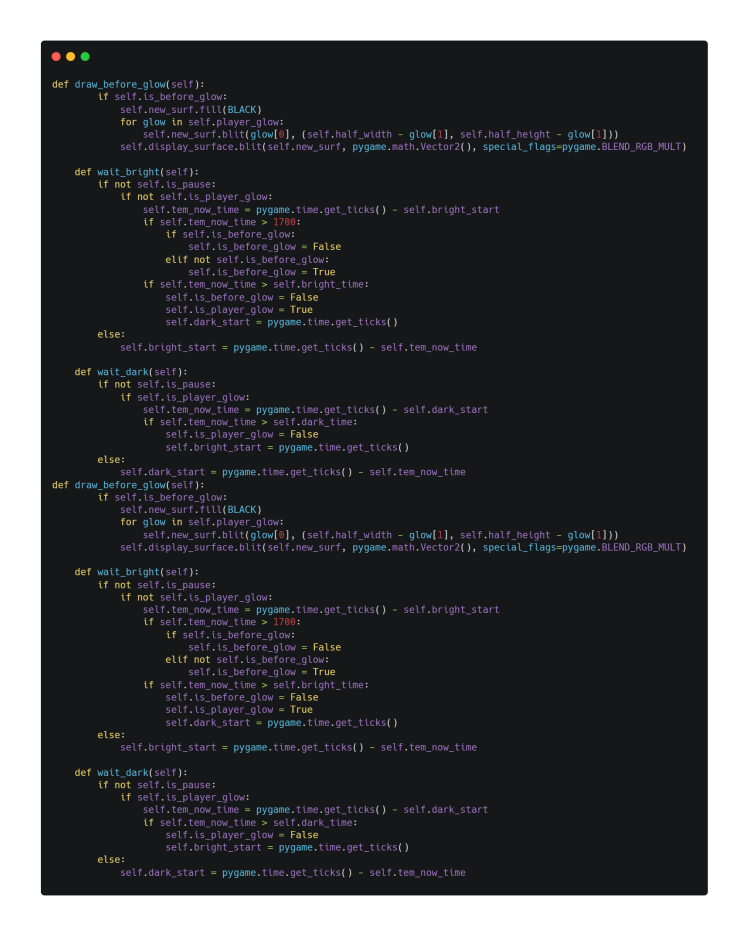 def draw_before_glow(self):
        if self.is_before_glow:
            self.new_surf.fill(BLACK)
            for glow in self.player_glow:
                self.new_surf.blit(glow[0], (self.half_width - glow[1], self.half_height - glow[1]))
            self.display_surface.blit(self.new_surf, pygame.math.Vector2(), special_flags=pygame.BLEND_RGB_MULT)

    def wait_bright(self):
        if not self.is_pause:
            if not self.is_player_glow:
                self.tem_now_time = pygame.time.get_ticks() - self.bright_start
                if self.tem_now_time > 1700:
                    if self.is_before_glow:
                        self.is_before_glow = False
                    elif not self.is_before_glow:
                        self.is_before_glow = True
                if self.tem_now_time > self.bright_time:
                    self.is_before_glow = False
                    self.is_player_glow = True
                    self.dark_start = pygame.time.get_ticks()
        else:
            self.bright_start = pygame.time.get_ticks() - self.tem_now_time

    def wait_dark(self):
        if not self.is_pause:
            if self.is_player_glow:
                self.tem_now_time = pygame.time.get_ticks() - self.dark_start
                if self.tem_now_time > self.dark_time:
                    self.is_player_glow = False
                    self.bright_start = pygame.time.get_ticks()
        else:
            self.dark_start = pygame.time.get_ticks() - self.tem_now_time
def draw_before_glow(self):
        if self.is_before_glow:
            self.new_surf.fill(BLACK)
            for glow in self.player_glow:
                self.new_surf.blit(glow[0], (self.half_width - glow[1], self.half_height - glow[1]))
            self.display_surface.blit(self.new_surf, pygame.math.Vector2(), special_flags=pygame.BLEND_RGB_MULT)

    def wait_bright(self):
        if not self.is_pause:
            if not self.is_player_glow:
                self.tem_now_time = pygame.time.get_ticks() - self.bright_start
                if self.tem_now_time > 1700:
                    if self.is_before_glow:
                        self.is_before_glow = False
                    elif not self.is_before_glow:
                        self.is_before_glow = True
                if self.tem_now_time > self.bright_time:
                    self.is_before_glow = False
                    self.is_player_glow = True
                    self.dark_start = pygame.time.get_ticks()
        else:
            self.bright_start = pygame.time.get_ticks() - self.tem_now_time

    def wait_dark(self):
        if not self.is_pause:
            if self.is_player_glow:
                self.tem_now_time = pygame.time.get_ticks() - self.dark_start
                if self.tem_now_time > self.dark_time:
                    self.is_player_glow = False
                    self.bright_start = pygame.time.get_ticks()
        else:
            self.dark_start = pygame.time.get_ticks() - self.tem_now_time